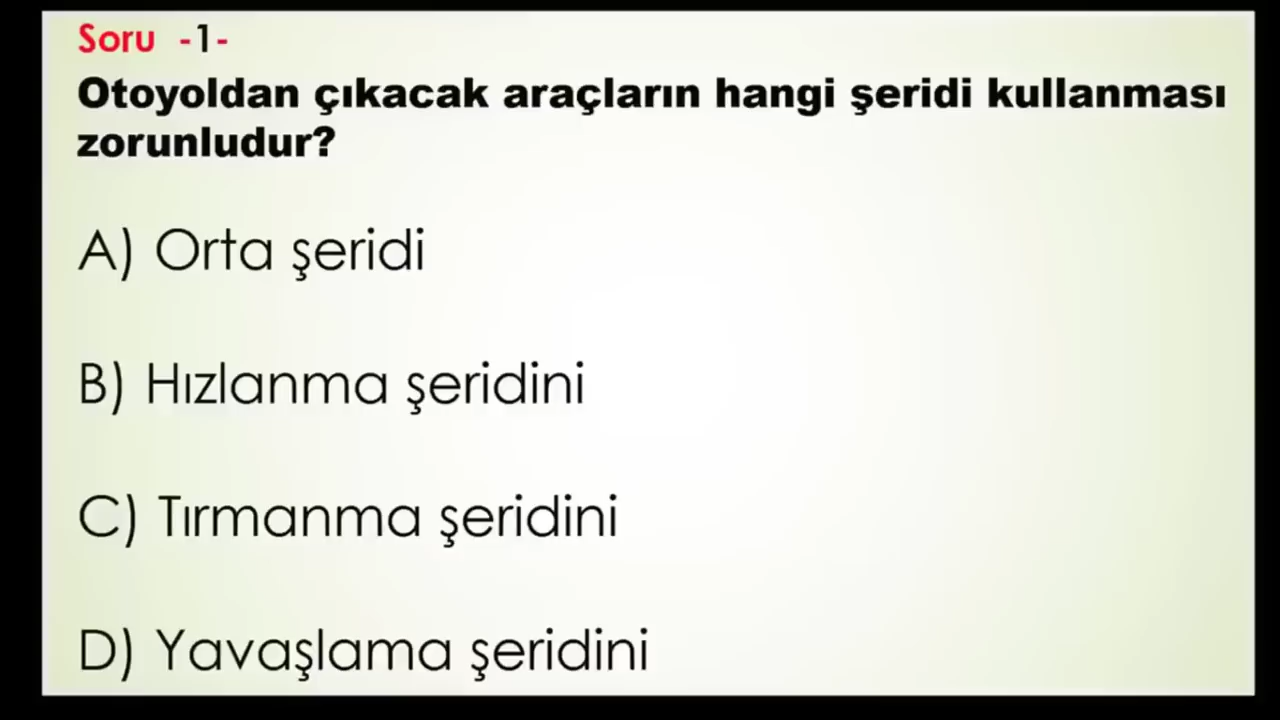 Soru -1-
Otoyoldan çıkacak araçların hangi şeridi kullanması
zorunludur?
A) Orta şeridi
B) Hızlanma şeridini
C) Tırmanma şeridini
D) Yavaşlama şeridini